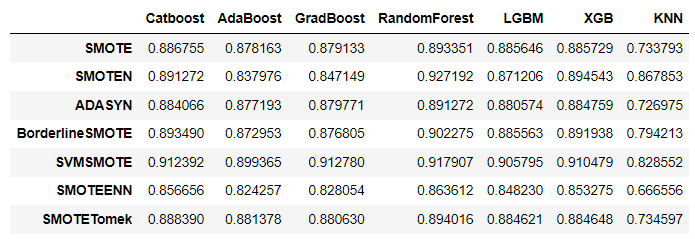 Catboost AdaBoost GradBoost RandomForest LGBM XGB KNN
SMOTE 0.886755 0.878163 0.879133 0.893351 0.885646 0.885729 0.733793
SMOTEN 0.891272 0.837976 0.847149 0.927192 0.871206 0.894543 0.867853
ADASYN 0.884066 0.877193 0.879771 0.891272 0.880574 0.884759 0.726975
BorderlineSMOTE 0.893490 0.872953 0.876805 0.902275 0.885563 0.891938 0.794213
SVMSMOTE 0.912392 0.899365 0.912780 0.917907 0.905795 0.910479 0.828552
SMOTEENN 0.856656 0.824257 0.828054 0.863612 0.848230 0.853275 0.666556
SMOTETomek 0.888390 0.881378 0.880630 0.894016 0.884621 0.884648 0.734597